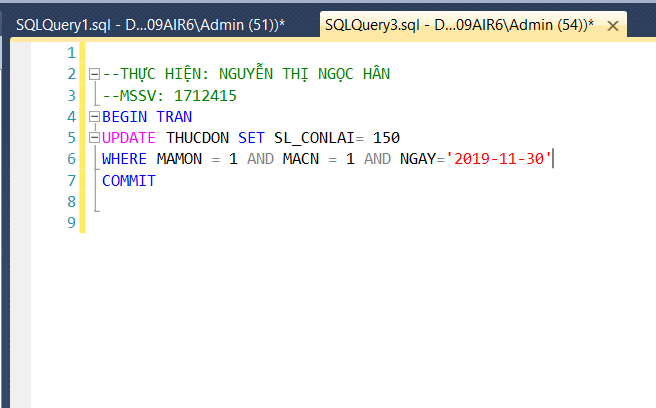 SQLQuery1.sql - D...09AIR6\Admin (51))*
SQLQuery3.sql - D...09AIR6\Admin (54))*
1
2 --THỰC HIỆN: NGUYỄN THỊ NGỌC HÂN
3 --MSSV: 1712415
4 BEGIN TRAN
5 UPDATE THUCDON SET SL_CONLAI= 150
6 WHERE MAMON = 1 AND MACN = 1 AND NGAY='2019-11-30'
7 COMMIT
8
9